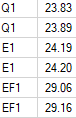 Q1 23.83
Q1 23.89
E1 24.19
E1 24.20
EF1 29.06
EF1 29.16